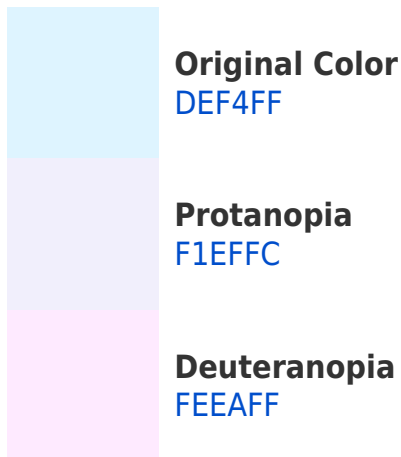 Original Color
DEF4FF
Protanopia
F1EFFC
Deuteranopia
FEEAFF